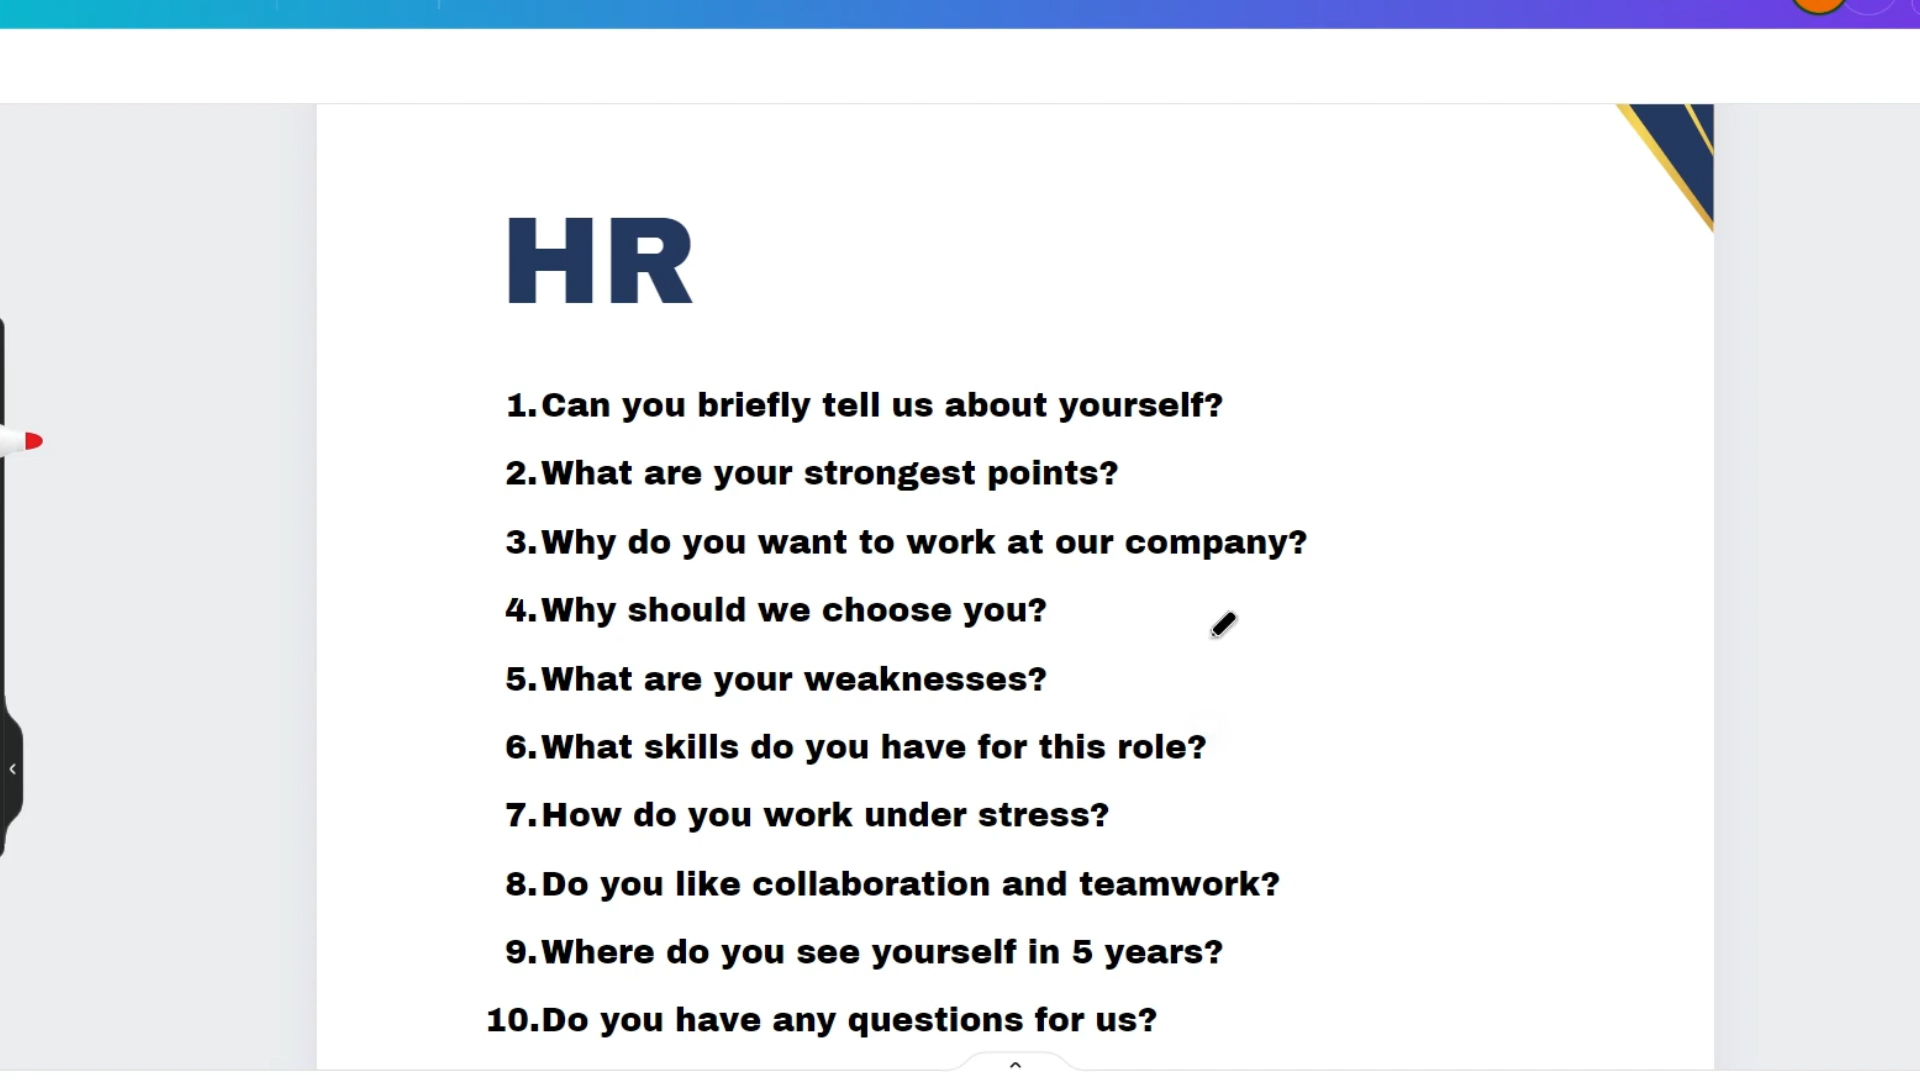 HR
1. Can you briefly tell us about yourself?
2. What are your strongest points?
3. Why do you want to work at our company?
4. Why should we choose you?
5. What are your weaknesses?
6. What skills do you have for this role?
7. How do you work under stress?
8. Do you like collaboration and teamwork?
9. Where do you see yourself in 5 years?
10. Do you have any questions for us?